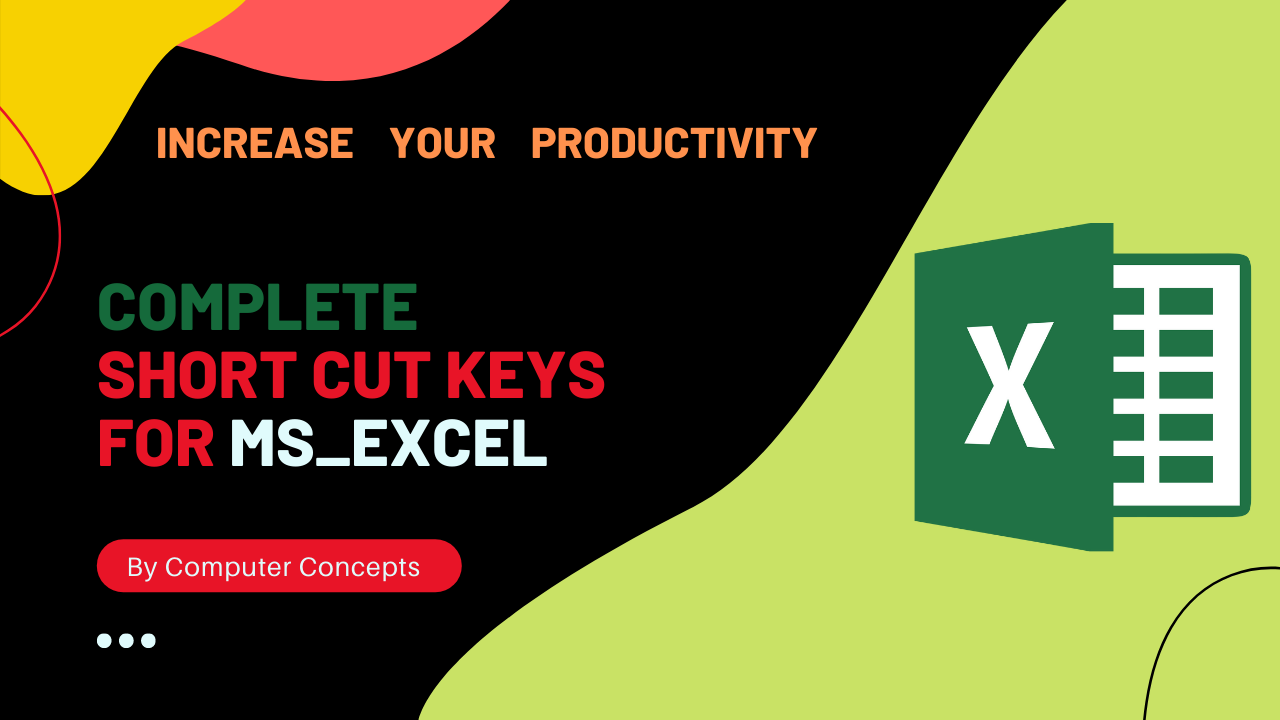 INCREASE YOUR PRODUCTIVITY
COMPLETE
SHORT CUT KEYS
FOR MS_EXCEL
X
By Computer Concepts